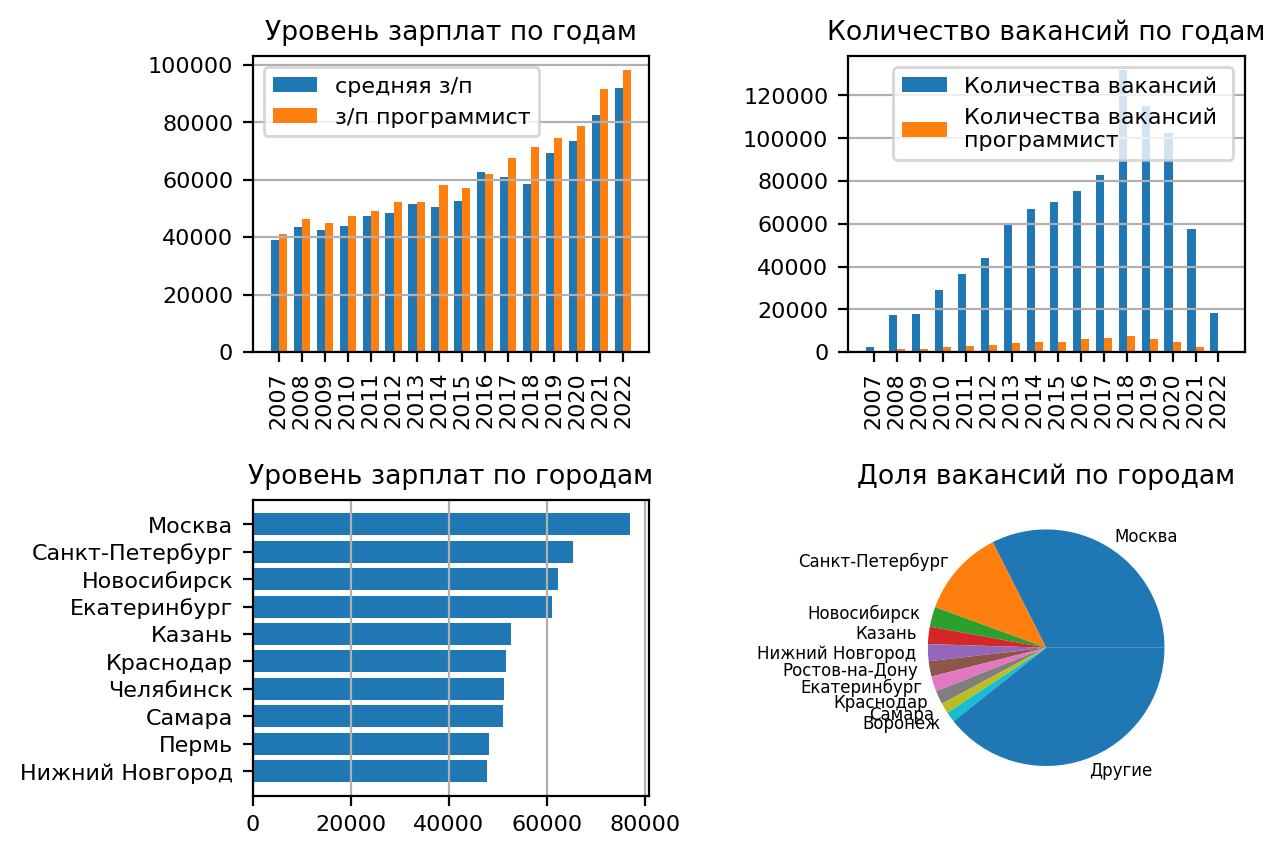 Уровень зарплат по годам
100000
80000
60000
40000
20000
0
средняя з/п
з/п программист
2007
2008
2009
2010
2011
2012
2013
2014
2015
2016
2017
2018
2019
2020
2021
2022
Количество вакансий по годам
120000
100000
80000
60000
40000
20000
0
Количества вакансий
Количества вакансий
программист
2007
2008
2009
2010
2011
2012
2013
2014
2015
2016
2017
2018
2019
2020
2021
2022
Уровень зарплат по городам
Москва
Санкт-Петербург
Новосибирск
Екатеринбург
Казань
Краснодар
Челябинск
Самара
Пермь
Нижний Новгород
0
20000
40000
60000
80000
Доля вакансий по городам
Москва
Санкт-Петербург
Новосибирск
Казань
Нижний Новгород
Ростов-на-Дону
Екатеринбург
Краснодар
Самара
Воронеж
Другие